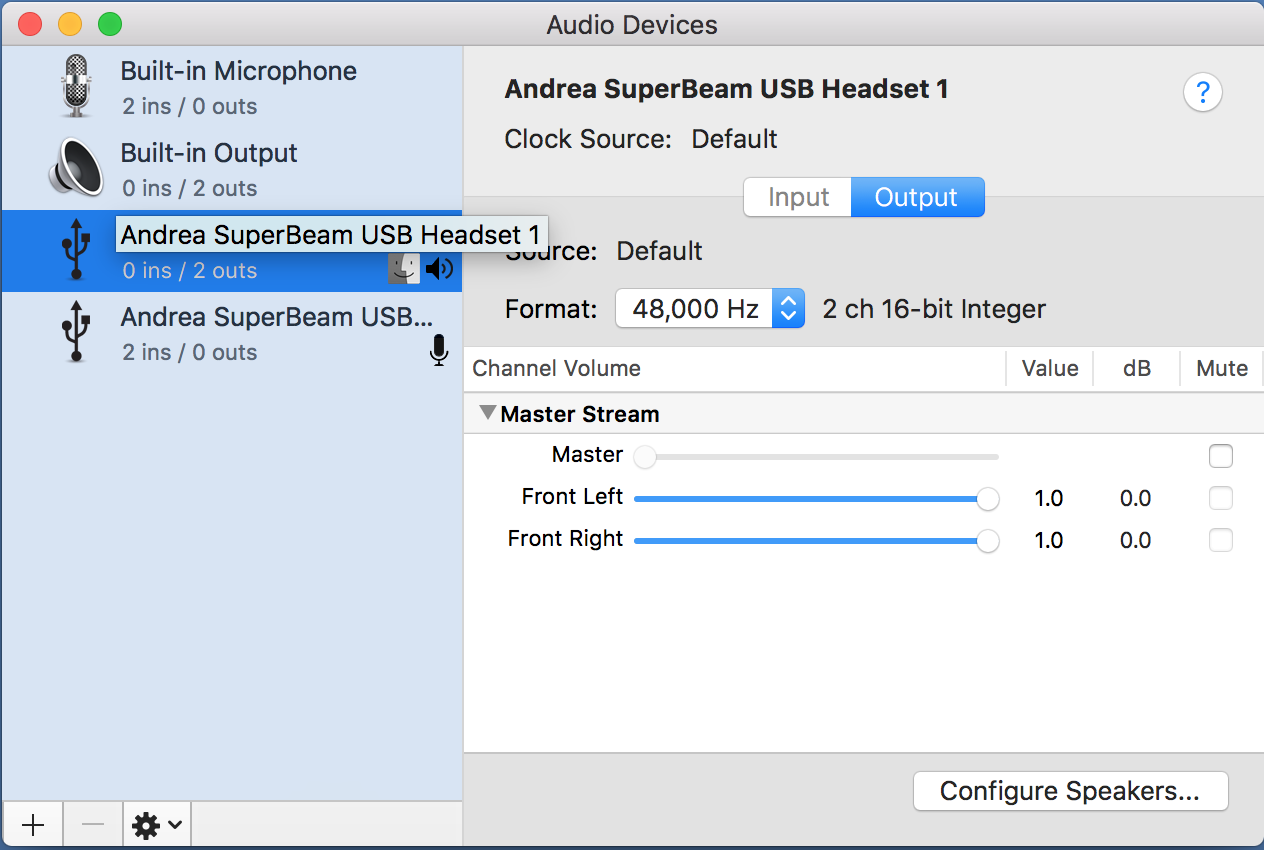 Audio Devices
Built-in Microphone
2 ins / 0 outs
Built-in Output
0 ins / 2 outs
Andrea SuperBeam USB Headset 1
0 ins / 2 outs
Andrea SuperBeam USB...
2 ins / 0 outs
Andrea SuperBeam USB Headset 1
?
Clock Source: Default
Input Output
Source: Default
Format: 48,000 Hz 2 ch 16-bit Integer
Channel Volume Value dB Mute
Master Stream
Master
Front Left 1.0 0.0
Front Right 1.0 0.0
Configure Speakers...